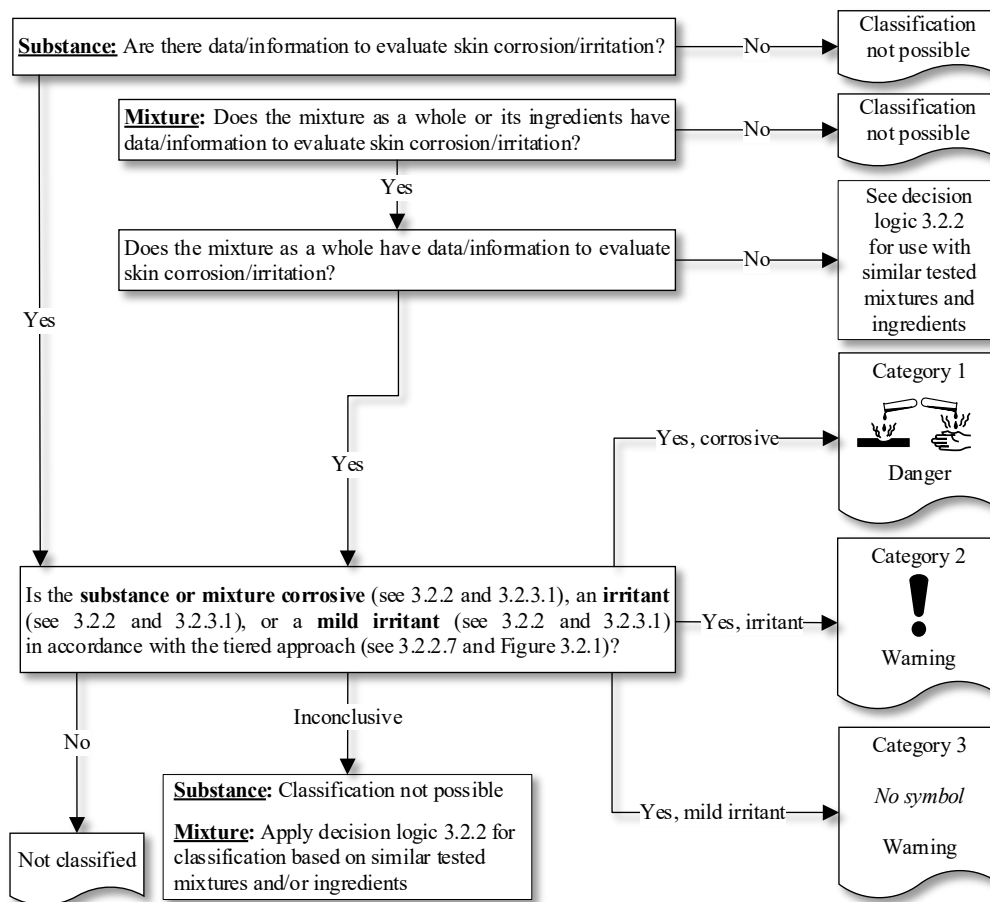 Substance: Are there data/information to evaluate skin corrosion/irritation?
No
Classification
not possible
Mixture: Does the mixture as a whole or its ingredients have
data/information to evaluate skin corrosion/irritation?
No
Classification
not possible
Yes
Does the mixture as a whole have data/information to evaluate
skin corrosion/irritation?
No
See decision
logic 3.2.2
for use with
similar tested
mixtures and
ingredients
Yes
Yes
Is the substance or mixture corrosive (see 3.2.2 and 3.2.3.1), an irritant
(see 3.2.2 and 3.2.3.1), or a mild irritant (see 3.2.2 and 3.2.3.1)
in accordance with the tiered approach (see 3.2.2.7 and Figure 3.2.1)?
Yes, corrosive
Category 1
Danger
Yes, irritant
Category 2
Warning
Yes, mild irritant
Category 3
No symbol
Warning
No
Not classified
Inconclusive
Substance: Classification not possible
Mixture: Apply decision logic 3.2.2 for
classification based on similar tested
mixtures and/or ingredients